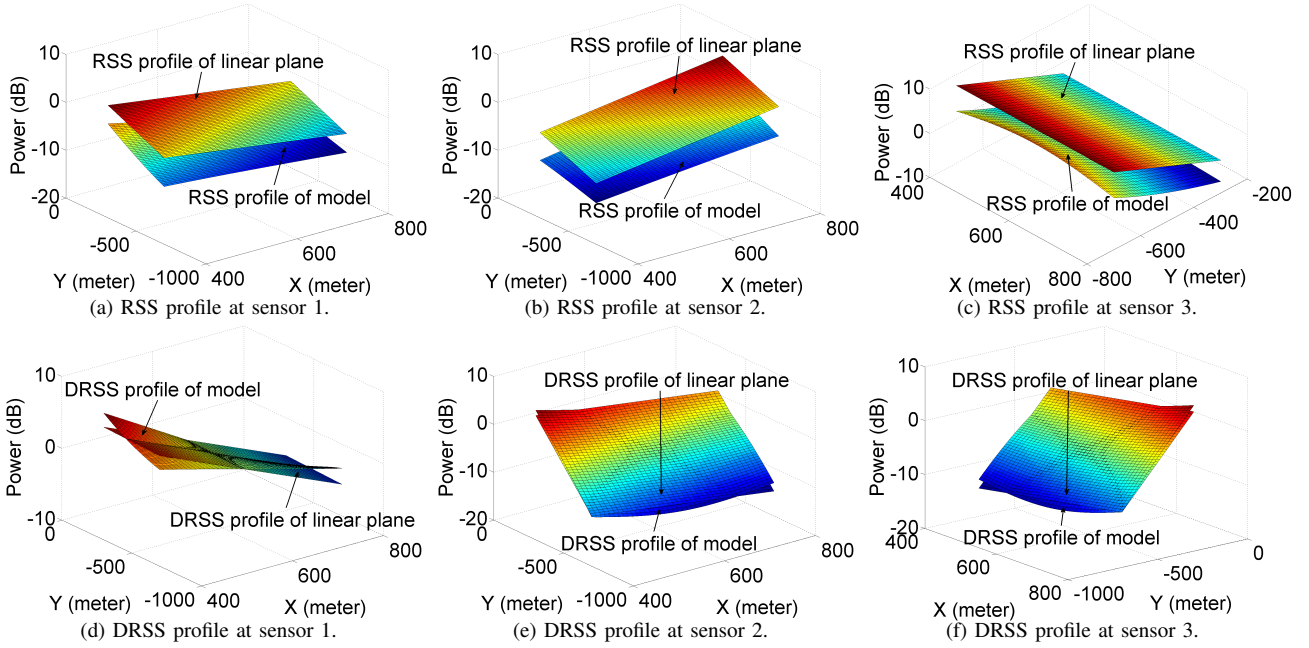 RSS profile of linear plane
Power (dB)
10
0
-10
-20
RSS profile of model
0
-500
-1000
400
600
800
Y (meter)
X (meter)
(a) RSS profile at sensor 1.
RSS profile of linear plane
Power (dB)
10
0
-10
-20
RSS profile of model
0
-500
-1000
400
600
800
Y (meter)
X (meter)
(b) RSS profile at sensor 2.
RSS profile of linear plane
Power (dB)
10
0
-10
RSS profile of model
400
600
800
-800
-600
-400
-200
X (meter)
Y (meter)
(c) RSS profile at sensor 3.
DRSS profile of model
Power (dB)
10
0
-10
DRSS profile of linear plane
0
-500
-1000
400
600
800
Y (meter)
X (meter)
(d) DRSS profile at sensor 1.
DRSS profile of linear plane
Power (dB)
10
0
-10
-20
DRSS profile of model
0
-500
-1000
400
600
800
Y (meter)
X (meter)
(e) DRSS profile at sensor 2.
DRSS profile of linear plane
Power (dB)
10
0
-10
-20
DRSS profile of model
400
600
800
-1000
-500
0
X (meter)
Y (meter)
(f) DRSS profile at sensor 3.